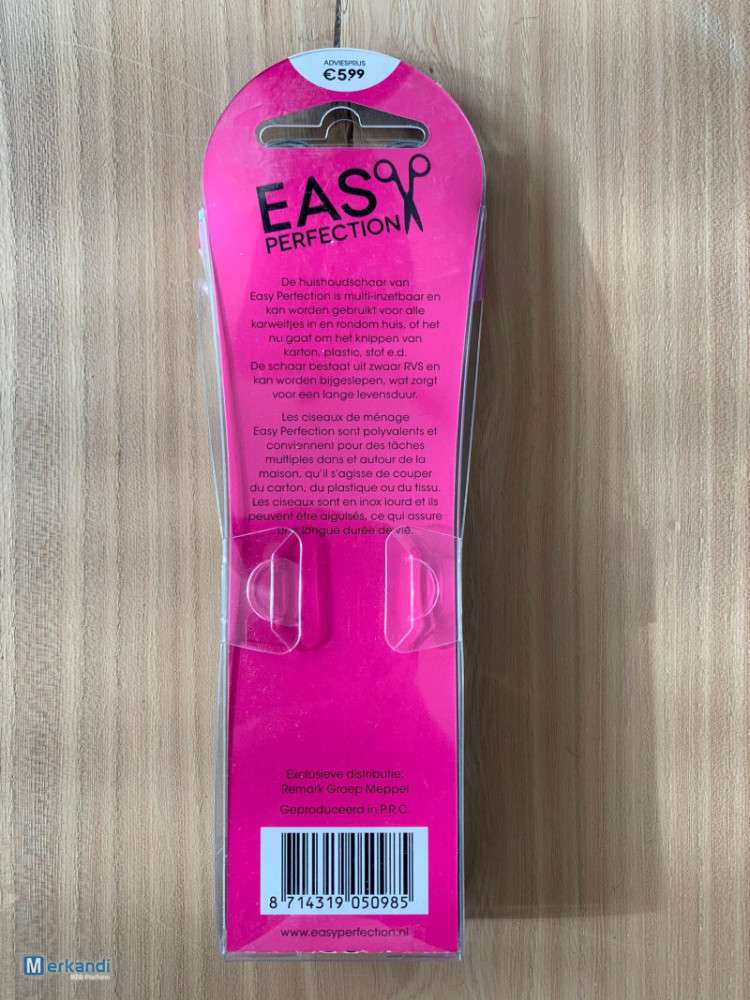 ADVIESPRIJS
€5,99
EASY
PERFECTION
De huishoudschaar van
Easy Perfection is multi-inzetbaar en
kan worden gebruikt voor alle
karweitjes in en rondom huis, of het
nu gaat om het knippen van
karton, plastic, stof e.d.
De schaar bestaat uit zwaar RVS en
kan worden bijgeslepen, wat zorgt
voor een lange levensduur.
Les ciseaux de ménage
Easy Perfection sont polyvalents et
conviennent pour des tâches
multiples dans et autour de la
maison, qu'il s'agisse de couper
du carton, du plastique ou du tissu.
Les ciseaux sont en inox lourd et ils
peuvent être aiguisés, ce qui assure
une longue durée de vie.
Exclusieve distributie:
Remark Groep Meppel
Geproduceerd in P.R.C.
8 714319 050985
www.easyperfection.nl
Merkandi
B2B Platform